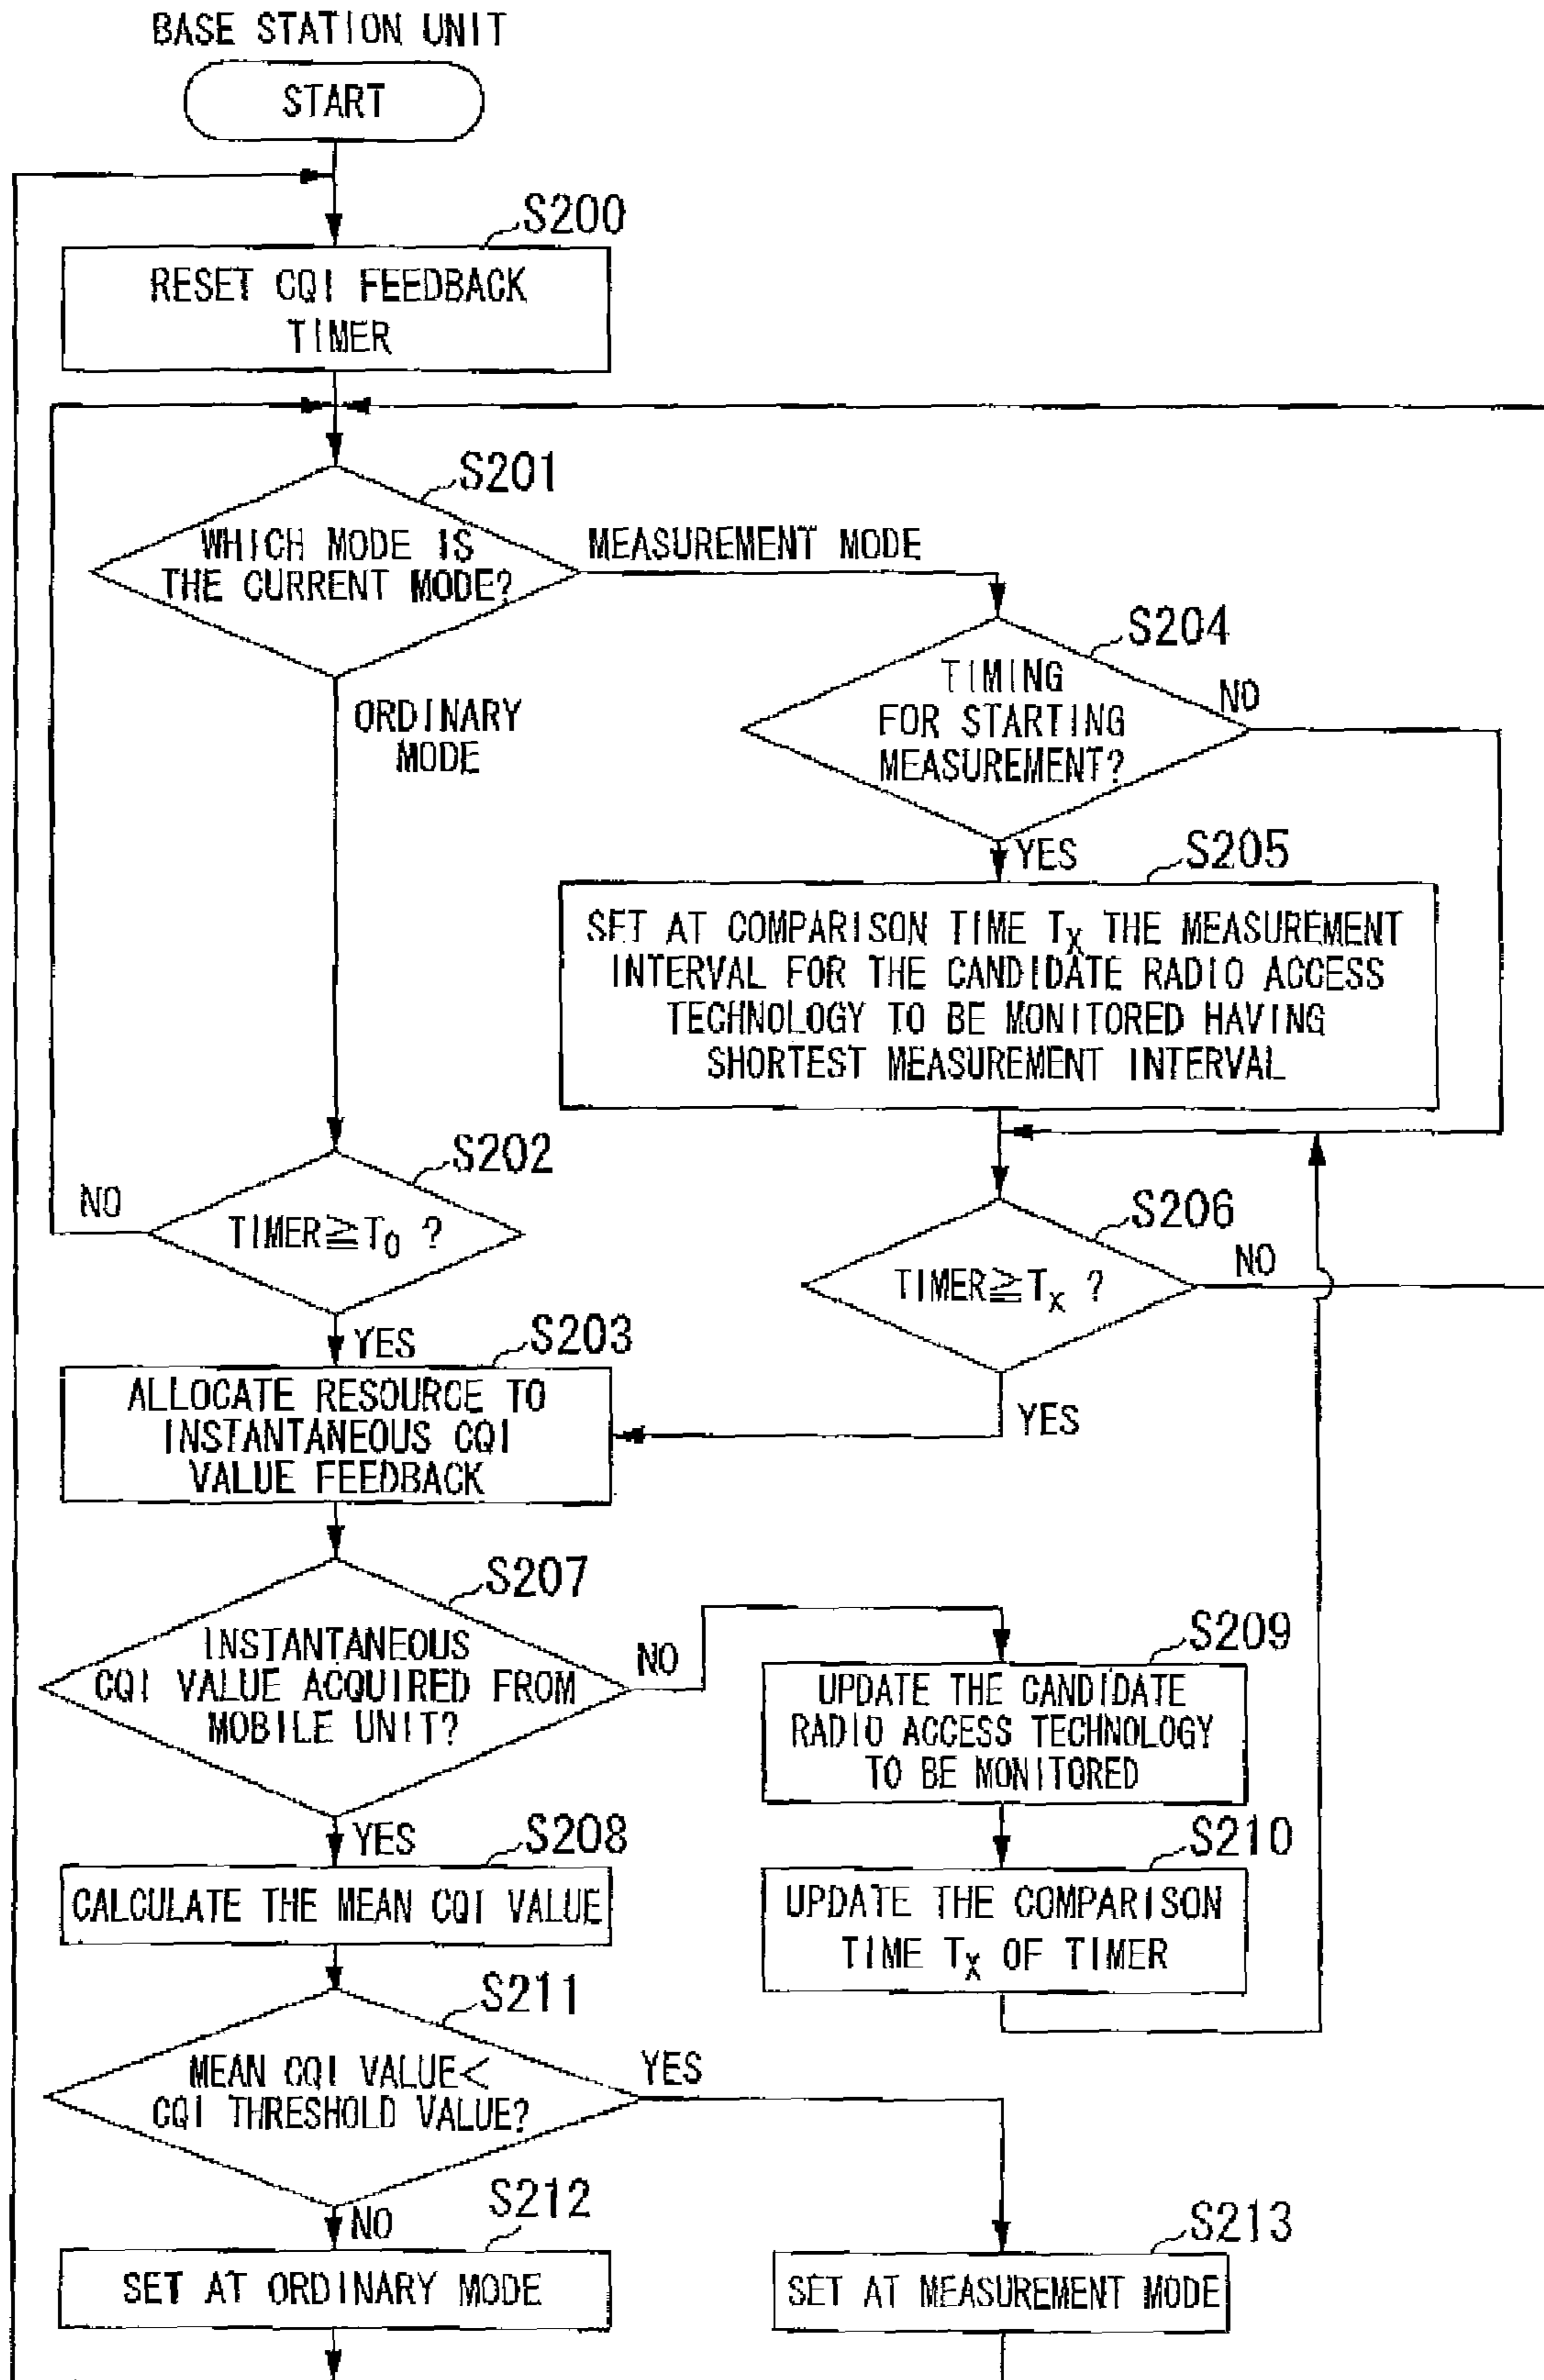 BASE STATION UNIT
START
S200
RESET CQI FEEDBACK
TIMER
S201
WHICH MODE IS
THE CURRENT MODE?
MEASUREMENT MODE
ORDINARY
MODE
S204
TIMING
FOR STARTING
MEASUREMENT?
NO
YES
S205
SET AT COMPARISON TIME TX THE MEASUREMENT
INTERVAL FOR THE CANDIDATE RADIO ACCESS
TECHNOLOGY TO BE MONITORED HAVING
SHORTEST MEASUREMENT INTERVAL
S202
NO
TIMER≧T0 ?
YES
S206
TIMER≧TX ?
NO
YES
S203
ALLOCATE RESOURCE TO
INSTANTANEOUS CQI
VALUE FEEDBACK
S207
INSTANTANEOUS
CQI VALUE ACQUIRED FROM
MOBILE UNIT?
NO
YES
S209
UPDATE THE CANDIDATE
RADIO ACCESS TECHNOLOGY
TO BE MONITORED
S208
CALCULATE THE MEAN CQI VALUE
S210
UPDATE THE COMPARISON
TIME TX OF TIMER
S211
MEAN CQI VALUE<
CQI THRESHOLD VALUE?
YES
NO
S212
SET AT ORDINARY MODE
S213
SET AT MEASUREMENT MODE